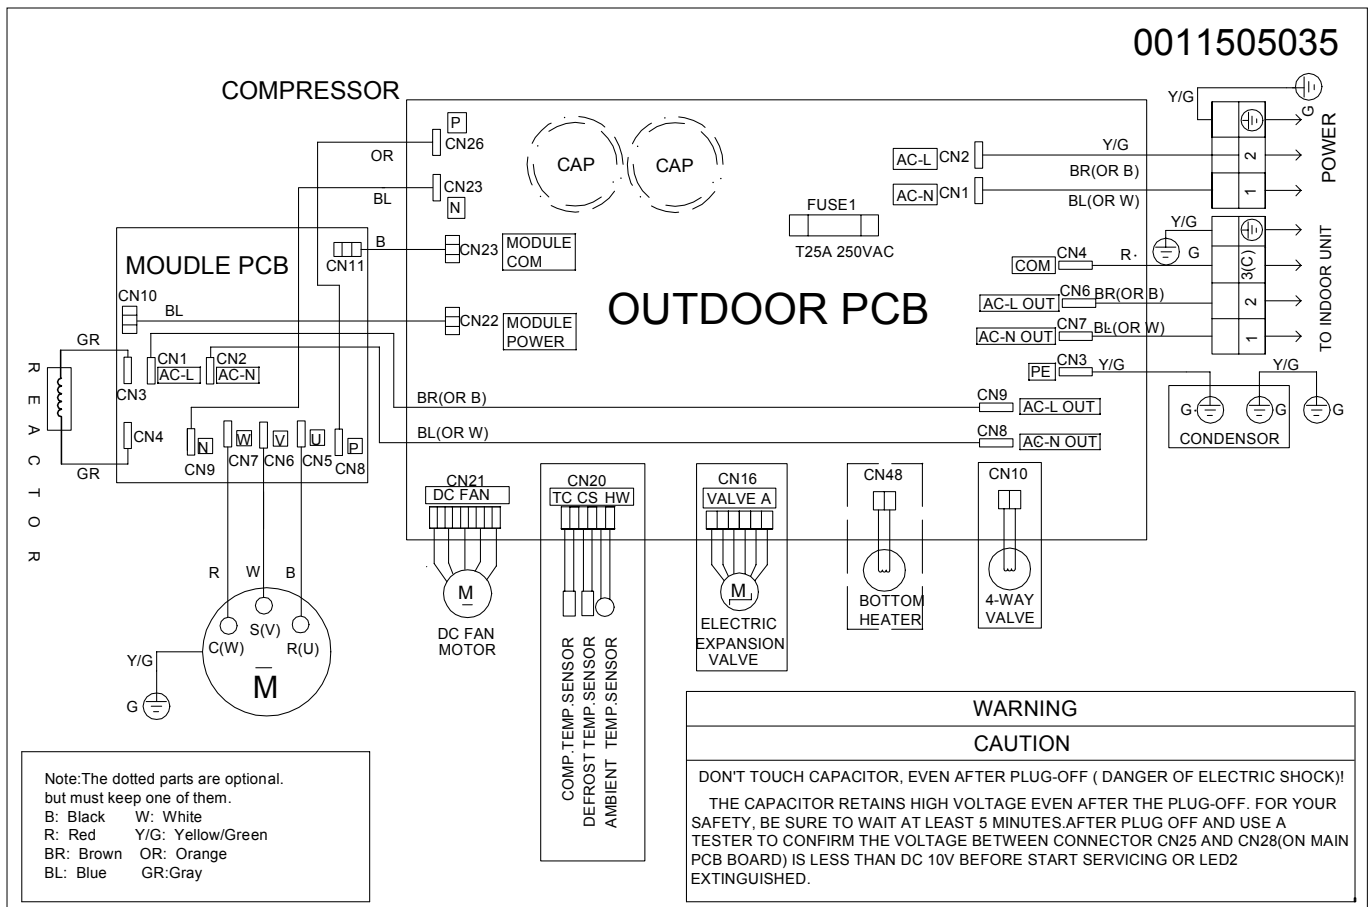 0011505035
COMPRESSOR
P
CN26
OR
CN23
BL
N
CAP
CAP
FUSE1
T25A 250VAC
AC-L CN2
AC-N CN1
Y/G
BR(OR B)
BL(OR W)
Y/G
G
2
1
POWER
MOUDLE PCB
CN11
B
CN23
MODULE
COM
CN10
BL
CN22
MODULE
POWER
OUTDOOR PCB
COM
CN4
R
Y/G
G
3(C)
AC-L OUT
CN6
BR(OR B)
2
AC-N OUT
CN7
BL(OR W)
1
TO INDOOR UNIT
PE
CN3
Y/G
Y/G
G
G
G
CONDENSOR
REACTOR
GR
GR
CN3
CN4
CN1
AC-L
CN2
AC-N
N
CN9
W
CN7
V
CN6
U
CN5
P
CN8
BR(OR B)
BL(OR W)
CN9
AC-L OUT
CN8
AC-N OUT
CN21
DC FAN
M
DC FAN
MOTOR
CN20
TC CS HW
COMP.TEMP.SENSOR
DEFROST TEMP.SENSOR
AMBIENT TEMP.SENSOR
CN16
VALVE A
M
ELECTRIC
EXPANSION
VALVE
CN48
BOTTOM
HEATER
CN10
4-WAY
VALVE
R
W
B
C(W)
S(V)
R(U)
M
Y/G
G
Note:The dotted parts are optional.
but must keep one of them.
B: Black W: White
R: Red Y/G: Yellow/Green
BR: Brown OR: Orange
BL: Blue GR:Gray
WARNING
CAUTION
DON'T TOUCH CAPACITOR, EVEN AFTER PLUG-OFF ( DANGER OF ELECTRIC SHOCK)!
THE CAPACITOR RETAINS HIGH VOLTAGE EVEN AFTER THE PLUG-OFF. FOR YOUR
SAFETY, BE SURE TO WAIT AT LEAST 5 MINUTES.AFTER PLUG OFF AND USE A
TESTER TO CONFIRM THE VOLTAGE BETWEEN CONNECTOR CN25 AND CN28(ON MAIN
PCB BOARD) IS LESS THAN DC 10V BEFORE START SERVICING OR LED2
EXTINGUISHED.